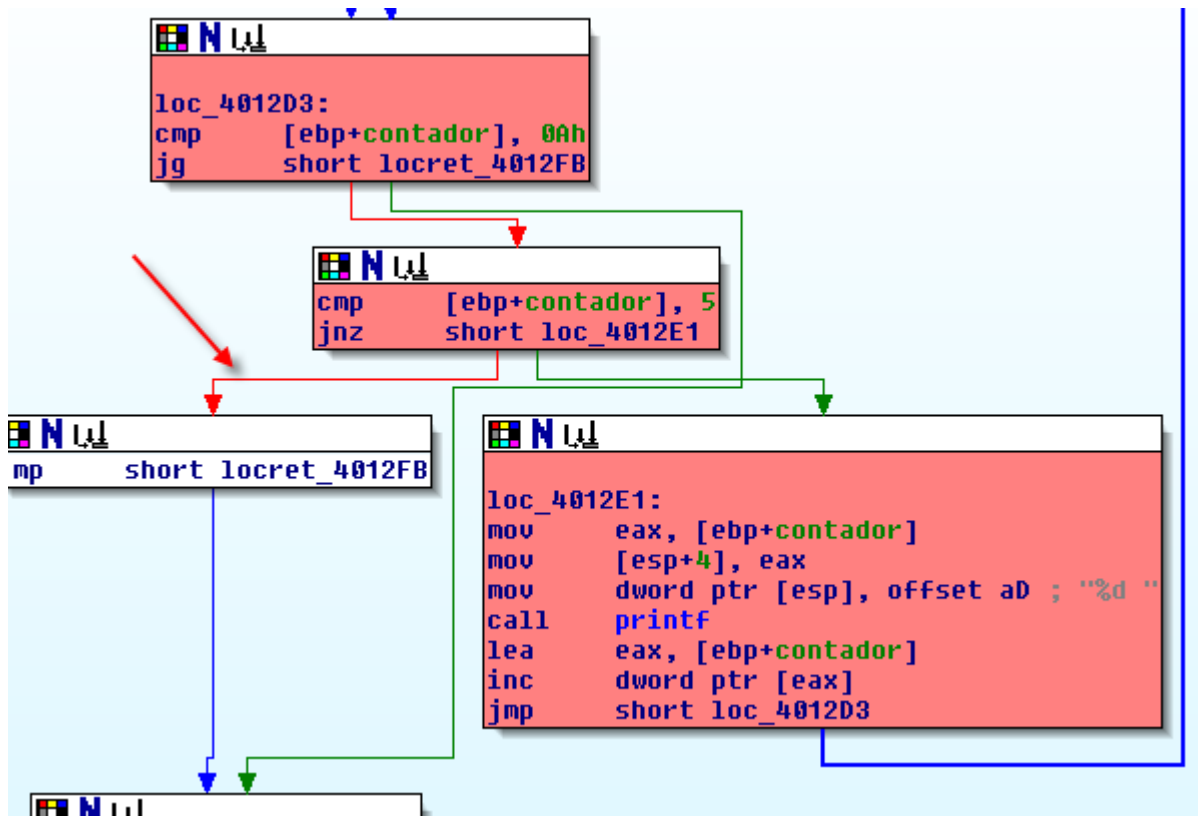 loc_4012D3:
cmp [ebp+contador], 0Ah
jg short locret_4012FB
cmp [ebp+contador], 5
jnz short loc_4012E1
mp short locret_4012FB
loc_4012E1:
mov eax, [ebp+contador]
mov [esp+4], eax
mov dword ptr [esp], offset aD ; "%d "
call printf
lea eax, [ebp+contador]
inc dword ptr [eax]
jmp short loc_4012D3